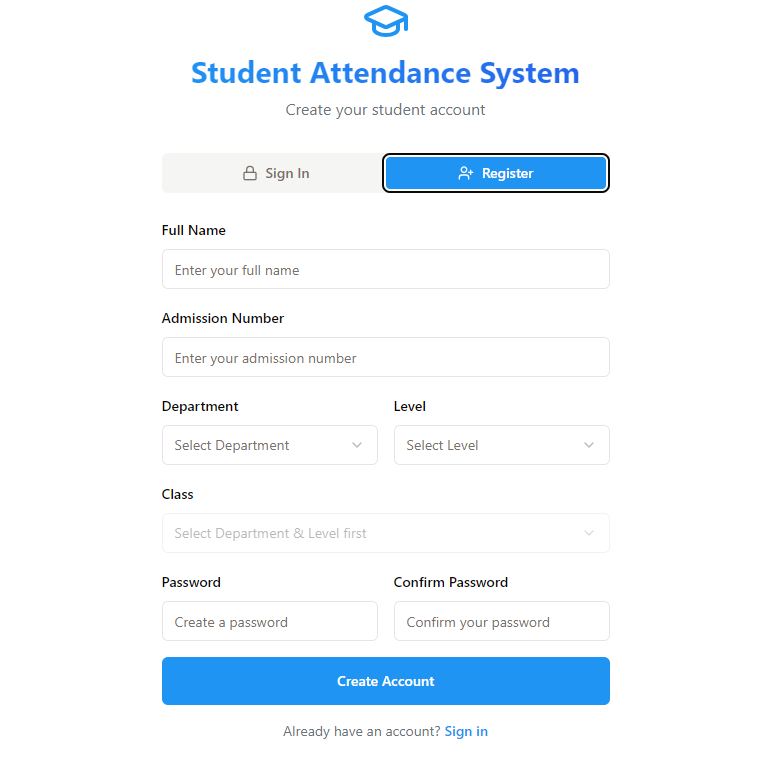 Student Attendance System
Create your student account
Sign In
Register
Full Name
Enter your full name
Admission Number
Enter your admission number
Department
Level
Select Department
Select Level
Class
Select Department & Level first
Password
Confirm Password
Create a password
Confirm your password
Create Account
Already have an account? Sign in